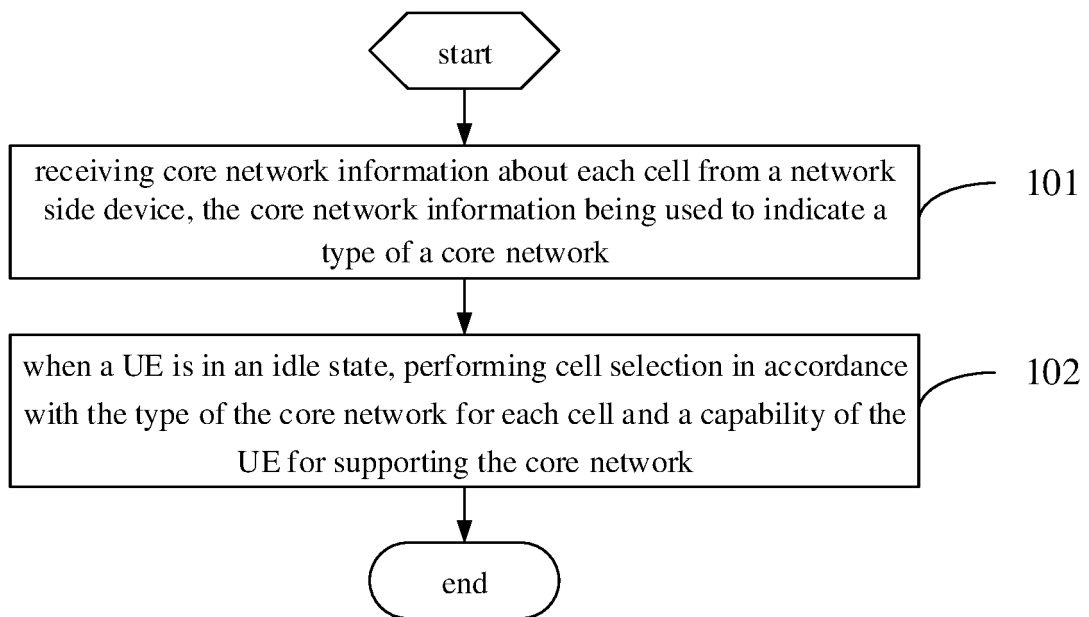 start
receiving core network information about each cell from a network
side device, the core network information being used to indicate a
type of a core network
101
when a UE is in an idle state, performing cell selection in accordance
with the type of the core network for each cell and a capability of the
UE for supporting the core network
102
end